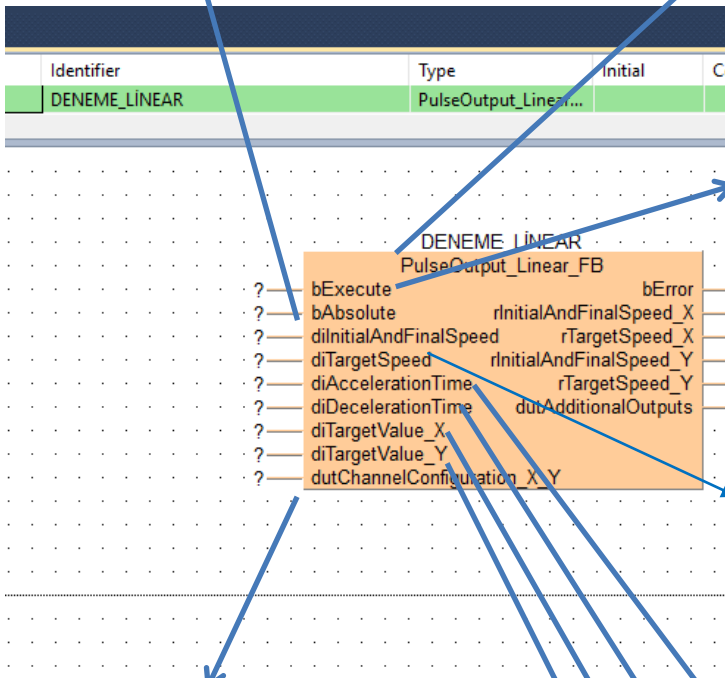 Identifier Type Initial C
DENEME_LİNEAR PulseOutput_Linear...
DENEME_LİNEAR
PulseOutput_Linear_FB
? bExecute bError
? bAbsolute rInitialAndFinalSpeed_X
? diInitialAndFinalSpeed rTargetSpeed_X
? diTargetSpeed rInitialAndFinalSpeed_Y
? diAccelerationTime rTargetSpeed_Y
? diDecelerationTime dutAdditionalOutputs
? diTargetValue_X
? diTargetValue_Y
? dutChannelConfiguration_X_Y